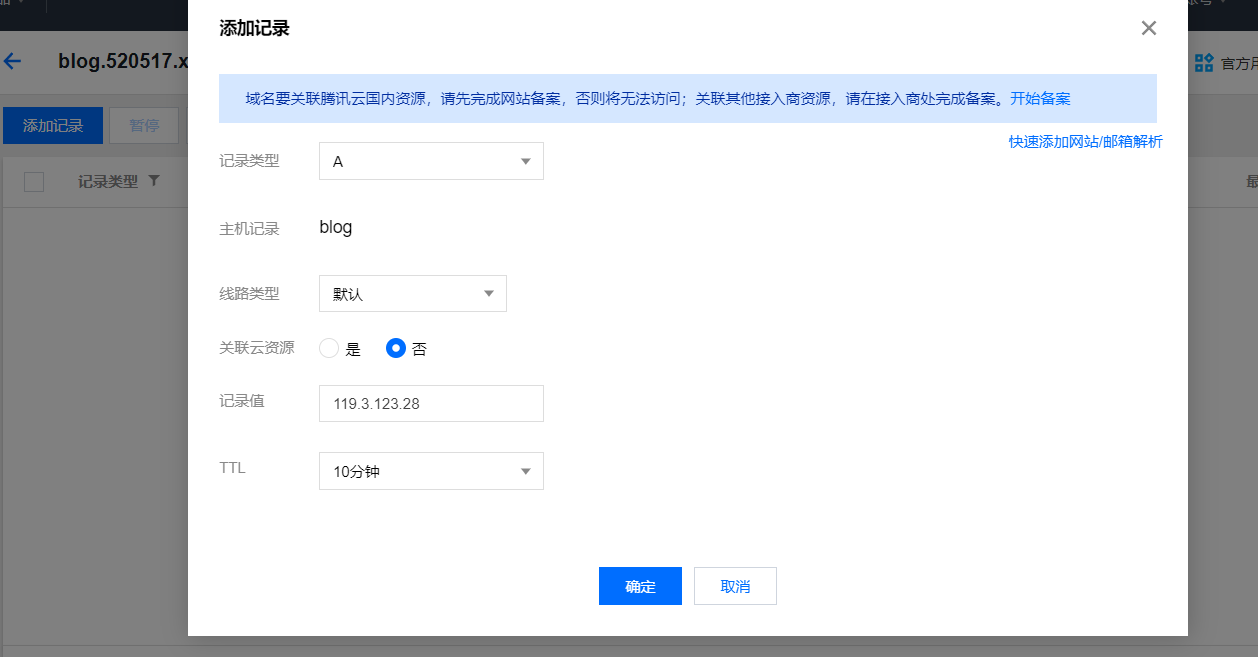 添加记录
blog.520517.x
官方用
添加记录
暂停
域名要关联腾讯云国内资源，请先完成网站备案，否则将无法访问；关联其他接入商资源，请在接入商处完成备案。开始备案
快速添加网站/邮箱解析
记录类型
A
记录类型
最
主机记录
blog
线路类型
默认
关联云资源
是
否
记录值
119.3.123.28
TTL
10分钟
确定
取消